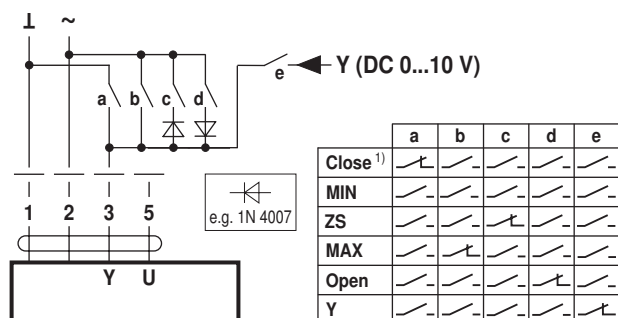 ⊥ ~
e Y (DC 0...10 V)
a b c d
a b c d e
Close 1)
MIN
ZS
MAX
Open
Y
e.g. 1N 4007
1 2 3 5
Y U